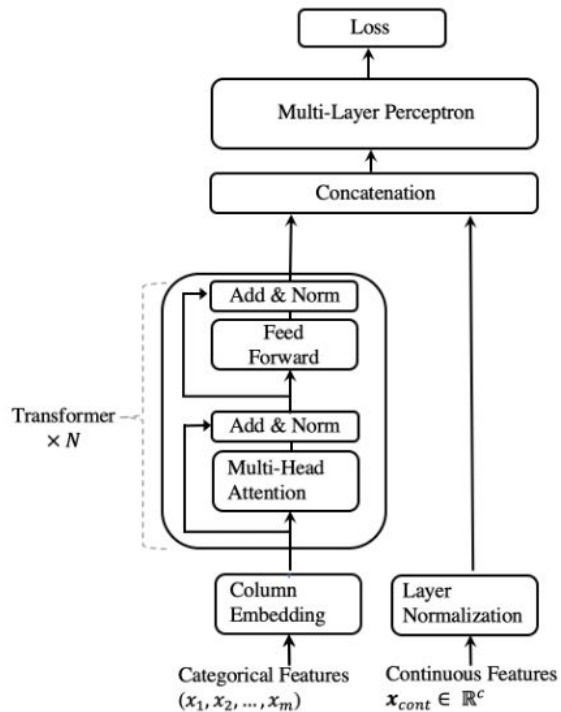 Loss
Multi-Layer Perceptron
Concatenation
Add & Norm
Feed
Forward
Transformer
× N
Add & Norm
Multi-Head
Attention
Column
Embedding
Layer
Normalization
Categorical Features
(x₁, x₂, ..., xₘ)
Continuous Features
x_cont ∈ ℝᶜ